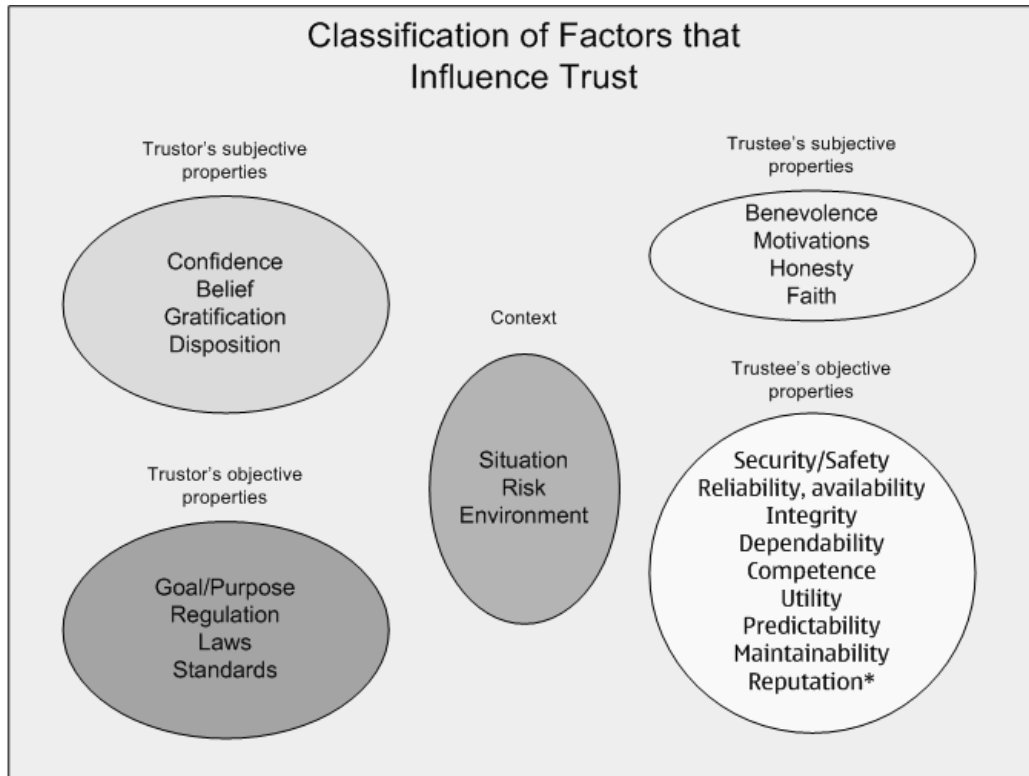 Classification of Factors that
Influence Trust
Trustor's subjective
properties
Confidence
Belief
Gratification
Disposition
Trustor's objective
properties
Goal/Purpose
Regulation
Laws
Standards
Context
Situation
Risk
Environment
Trustee's subjective
properties
Benevolence
Motivations
Honesty
Faith
Trustee's objective
properties
Security/Safety
Reliability, availability
Integrity
Dependability
Competence
Utility
Predictability
Maintainability
Reputation*